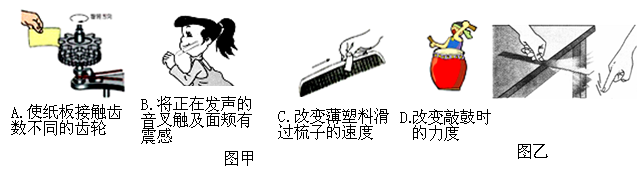 A.使纸板接触齿
数不同的齿轮
B.将正在发声的
音叉触及面颊有
震感
C.改变薄塑料滑
过梳子的速度
D.改变敲鼓时
的力度
图甲
图乙